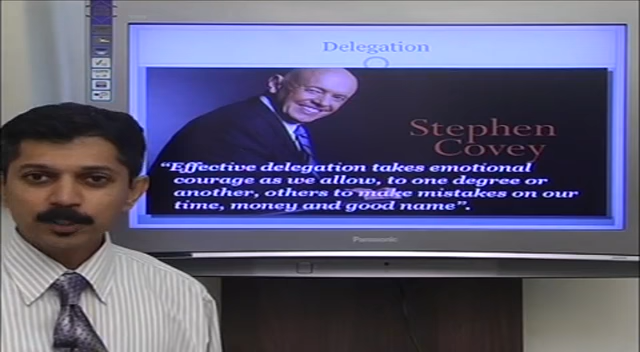 Delegation
Stephen
Covey
“Effective delegation takes emotional
courage as we allow, to one degree or
another, others to make mistakes on our
time, money and good name”.
Panasonic